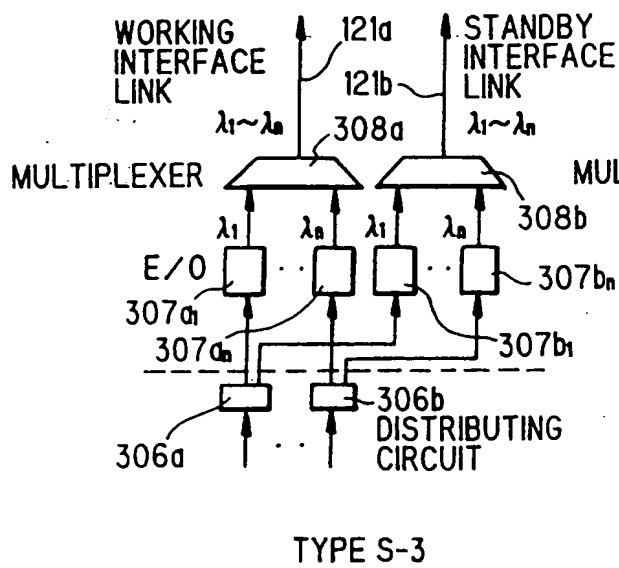 WORKING INTERFACE LINK
121a
STANDBY INTERFACE LINK
121b
λ1~λn
308a
λ1~λn
MULTIPLEXER
MUL
308b
λ1
λn
λ1
λn
E/O
307a1
307an
307b1
307bn
306a
306b
DISTRIBUTING CIRCUIT
TYPE S-3